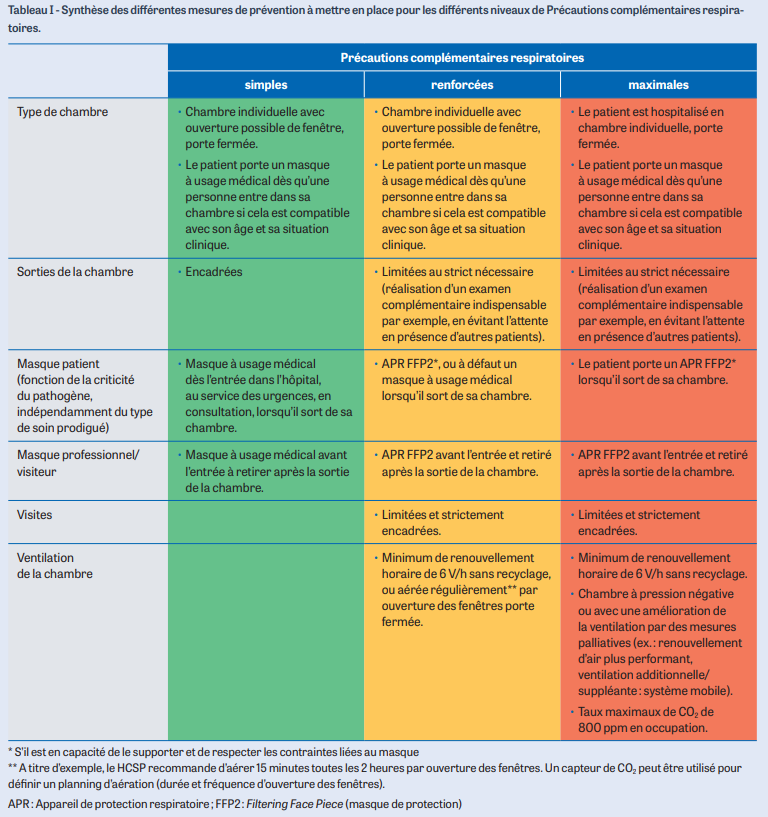 Tableau I - Synthèse des différentes mesures de prévention à mettre en place pour les différents niveaux de Précautions complémentaires respira-
toires.
Précautions complémentaires respiratoires
simples
renforcées
maximales
Type de chambre
• Chambre individuelle avec
ouverture possible de fenêtre,
porte fermée.
• Le patient porte un masque
à usage médical dès qu'une
personne entre dans sa
chambre si cela est compatible
avec son âge et sa situation
clinique.
• Chambre individuelle avec
ouverture possible de fenêtre,
porte fermée.
• Le patient porte un masque
à usage médical dès qu'une
personne entre dans sa
chambre si cela est compatible
avec son âge et sa situation
clinique.
• Le patient est hospitalisé en
chambre individuelle, porte
fermée.
• Le patient porte un masque
à usage médical dès qu'une
personne entre dans sa
chambre si cela est compatible
avec son âge et sa situation
clinique.
Sorties de la chambre
• Encadrées
• Limitées au strict nécessaire
(réalisation d'un examen
complémentaire indispensable
par exemple, en évitant l'attente
en présence d'autres patients).
• Limitées au strict nécessaire
(réalisation d'un examen
complémentaire indispensable
par exemple, en évitant l'attente
en présence d'autres patients).
Masque patient
(fonction de la criticité
du pathogène,
indépendamment du type
de soin prodigué)
• Masque à usage médical
dès l'entrée dans l'hôpital,
au service des urgences, en
consultation, lorsqu'il sort de sa
chambre.
• APR FFP2*, ou à défaut un
masque à usage médical
lorsqu'il sort de sa chambre.
• Le patient porte un APR FFP2*
lorsqu'il sort de sa chambre.
Masque professionnel/
visiteur
• Masque à usage médical avant
l'entrée à retirer après la sortie
de la chambre.
• APR FFP2 avant l'entrée et retiré
après la sortie de la chambre.
• APR FFP2 avant l'entrée et retiré
après la sortie de la chambre.
Visites
• Limitées et strictement
encadrées.
• Limitées et strictement
encadrées.
Ventilation
de la chambre
• Minimum de renouvellement
horaire de 6 V/h sans recyclage,
ou aérée régulièrement** par
ouverture des fenêtres porte
fermée.
• Minimum de renouvellement
horaire de 6 V/h sans recyclage.
• Chambre à pression négative
ou avec une amélioration de
la ventilation par des mesures
palliatives (ex. : renouvellement
d'air plus performant,
ventilation additionnelle/
suppléante : système mobile).
• Taux maximaux de CO₂ de
800 ppm en occupation.
* S'il est en capacité de le supporter et de respecter les contraintes liées au masque
** A titre d'exemple, le HCSP recommande d'aérer 15 minutes toutes les 2 heures par ouverture des fenêtres. Un capteur de CO₂ peut être utilisé pour
définir un planning d'aération (durée et fréquence d'ouverture des fenêtres).
APR : Appareil de protection respiratoire ; FFP2 : Filtering Face Piece (masque de protection)